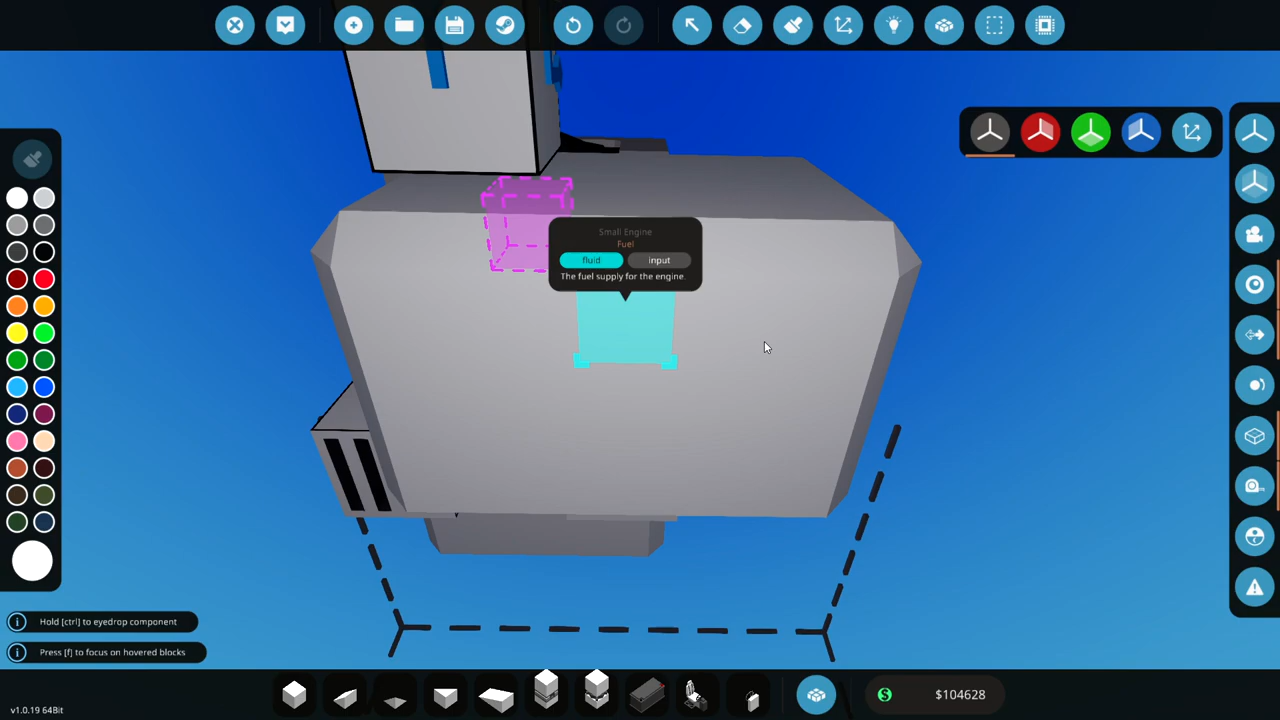 Small Engine
Fuel
fluid
input
The fuel supply for the engine.
Hold [ctrl] to eyedrop component
Press [f] to focus on hovered blocks
$
$104628
v1.0.19 64Bit